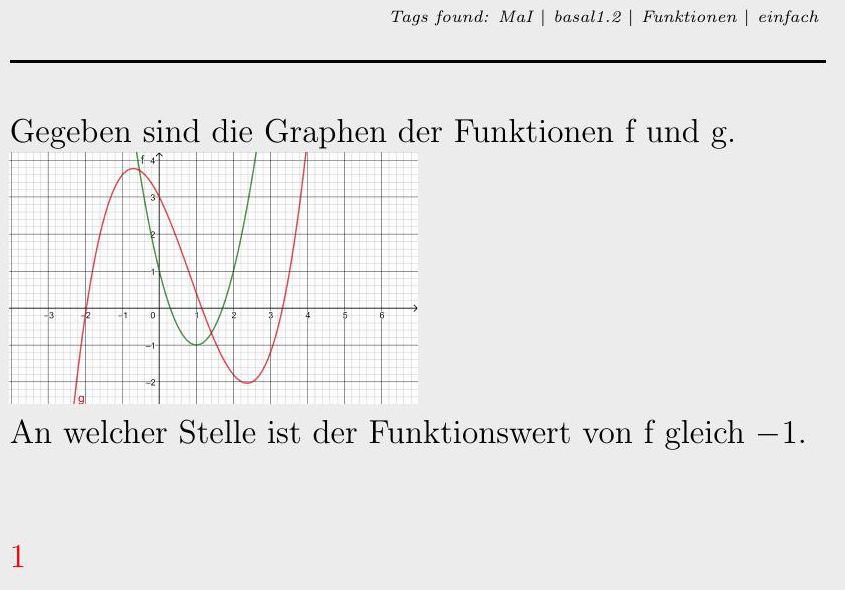 Tags found: MaI | basal1.2 | Funktionen | einfach
Gegeben sind die Graphen der Funktionen f und g.
f 4
3
2
1
−3 −2 −1 0 1 2 3 4 5 6
−1
−2
g
An welcher Stelle ist der Funktionswert von f gleich −1.
1